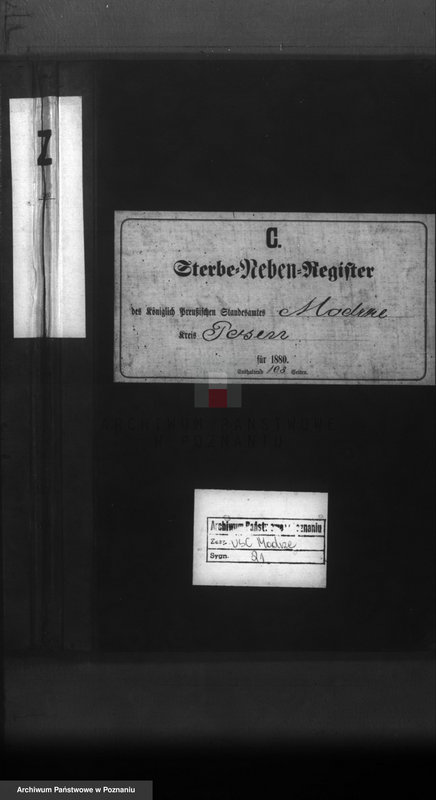 Z
C.
Sterbe-Neben-Register
des Königlich Preußischen Standesamtes Modrze
Kreis Posen
für 1880.
Enthaltend 103 Seiten.
ARCHIWUM PAŃSTWOWE
W POZNANIU
Archiwum Państwowe w Poznaniu
Zesp. USC Modrze
Sygn. 21
Archiwum Państwowe w Poznaniu